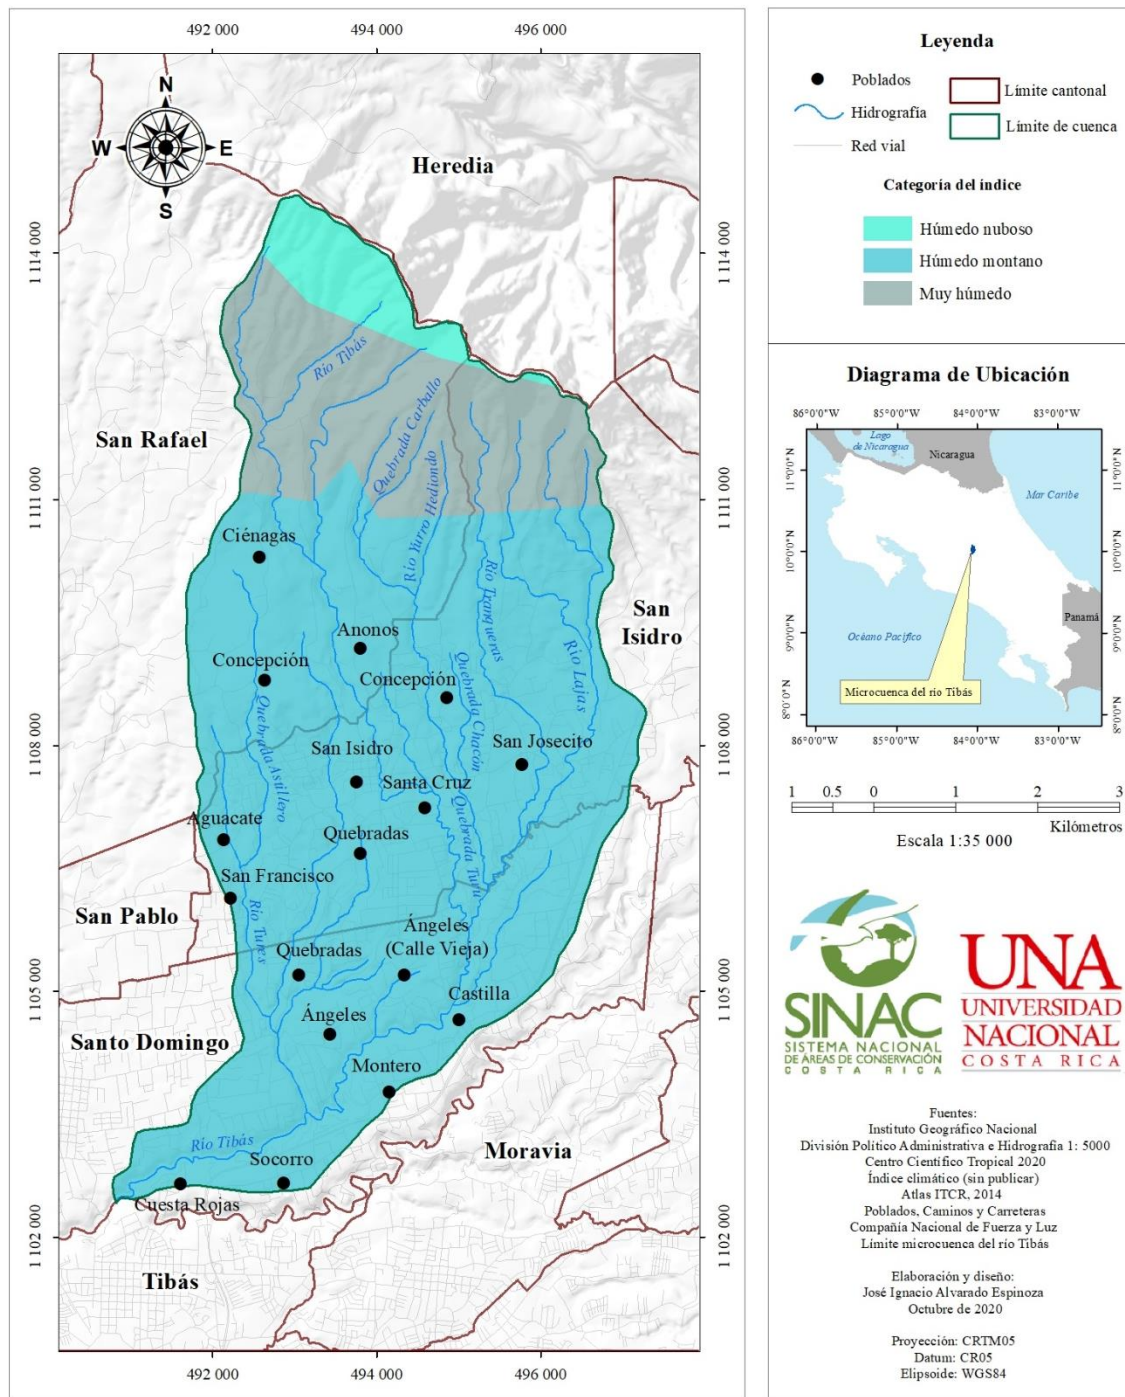 492 000
494 000
496 000
N
W
E
S
Heredia
1 114 000
1 114 000
Río Tibás
San Rafael
Quebrada Carballo
Río Yurro Hediondo
1 111 000
1 111 000
Ciénagas
Río Tranqueras
San
Isidro
Anonos
Concepción
Concepción
Río Lajas
Quebrada Chacón
Quebrada Astillero
1 108 000
1 108 000
San Isidro
San Josecito
Santa Cruz
Aguacate
Quebradas
Quebrada Turú
San Francisco
San Pablo
Río Tures
Ángeles
(Calle Vieja)
Quebradas
1 105 000
1 105 000
Castilla
Ángeles
Santo Domingo
Montero
Río Tibás
Moravia
Socorro
Cuesta Rojas
1 102 000
1 102 000
Tibás
492 000
494 000
496 000
Leyenda
Poblados
Límite cantonal
Hidrografía
Límite de cuenca
Red vial
Categoría del índice
Húmedo nuboso
Húmedo montano
Muy húmedo
Diagrama de Ubicación
86°0'0"W
85°0'0"W
84°0'0"W
83°0'0"W
Lago
de Nicaragua
Nicaragua
11°0'0"N
11°0'0"N
Mar Caribe
10°0'0"N
10°0'0"N
Panamá
9°0'0"N
9°0'0"N
Océano Pacífico
Microcuenca del río Tibás
8°0'0"N
8°0'0"N
86°0'0"W
85°0'0"W
84°0'0"W
83°0'0"W
1 0.5 0 1 2 3
Kilómetros
Escala 1:35 000
SINAC
SISTEMA NACIONAL
DE ÁREAS DE CONSERVACIÓN
COSTA RICA
UNA
UNIVERSIDAD
NACIONAL
COSTA RICA
Fuentes:
Instituto Geográfico Nacional
División Político Administrativa e Hidrografía 1: 5000
Centro Científico Tropical 2020
Índice climático (sin publicar)
Atlas ITCR, 2014
Poblados, Caminos y Carreteras
Compañía Nacional de Fuerza y Luz
Límite microcuenca del río Tibás
Elaboración y diseño:
José Ignacio Alvarado Espinoza
Octubre de 2020
Proyección: CRTM05
Datum: CR05
Elipsoide: WGS84